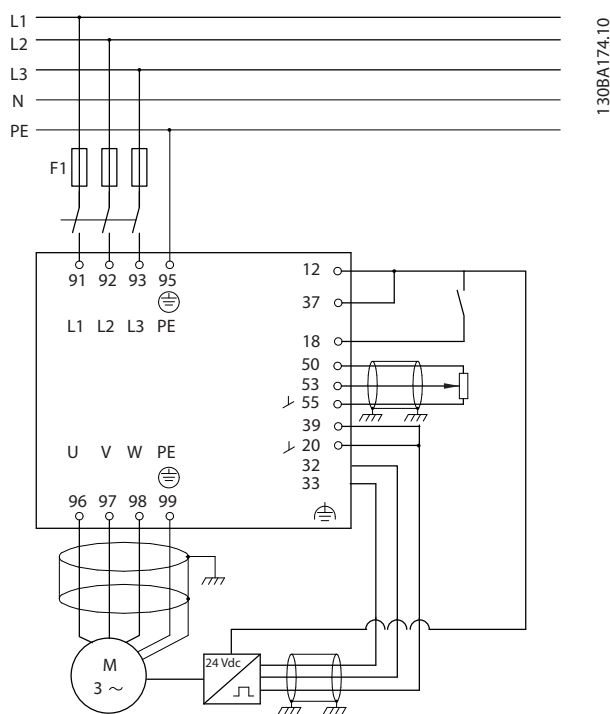 L1
L2
L3
N
PE
130BA174.10
F1
91 92 93 95
L1 L2 L3 PE
12
37
18
50
53
55
39
20
32
33
U V W PE
96 97 98 99
M
3 ~
24 Vdc